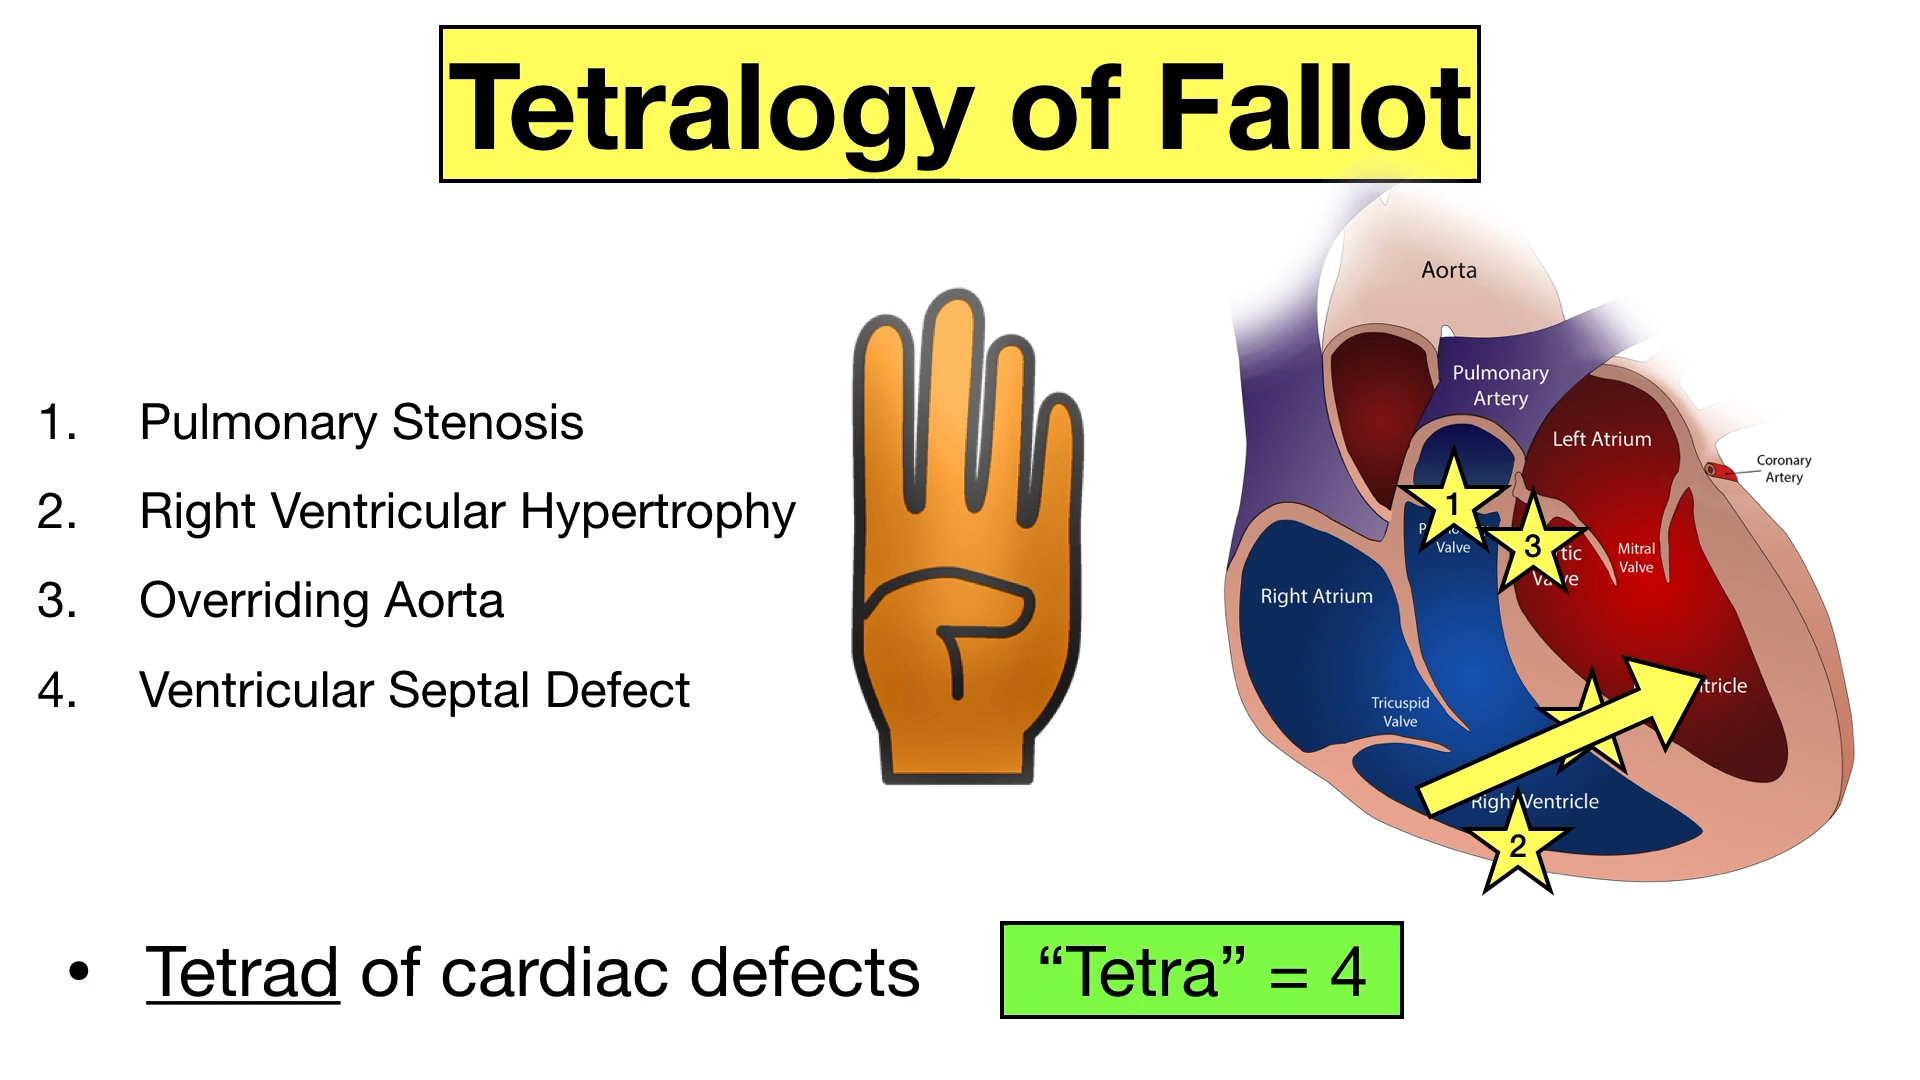 Tetralogy of Fallot
1. Pulmonary Stenosis
2. Right Ventricular Hypertrophy
3. Overriding Aorta
4. Ventricular Septal Defect
Aorta
Pulmonary
Artery
Left Atrium
Coronary
Artery
1
Valve
3
Mitral
Valve
Right Atrium
Tricuspid
Valve
Right Ventricle
2
• Tetrad of cardiac defects
“Tetra” = 4